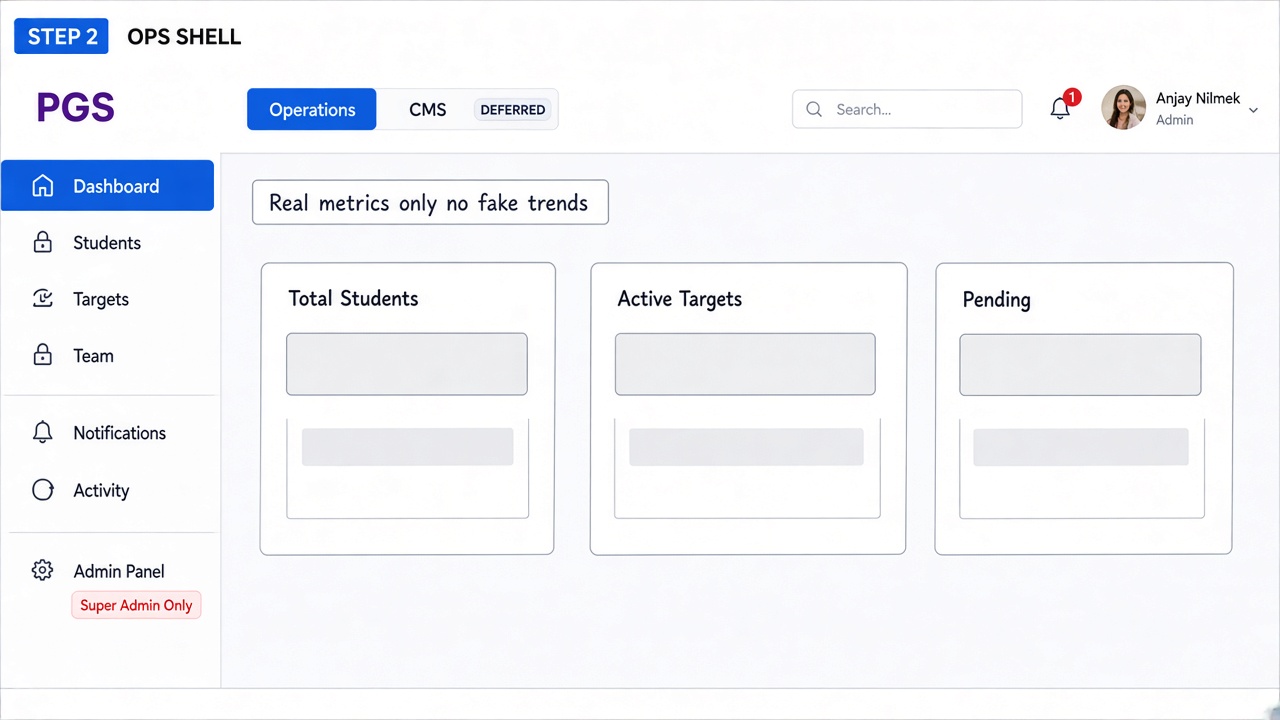 STEP 2 OPS SHELL
PGS
Operations CMS DEFERRED
Search...
1
Anjay Nilmek
Admin
Dashboard
Students
Targets
Team
Notifications
Activity
Admin Panel
Super Admin Only
Real metrics only no fake trends
Total Students
Active Targets
Pending